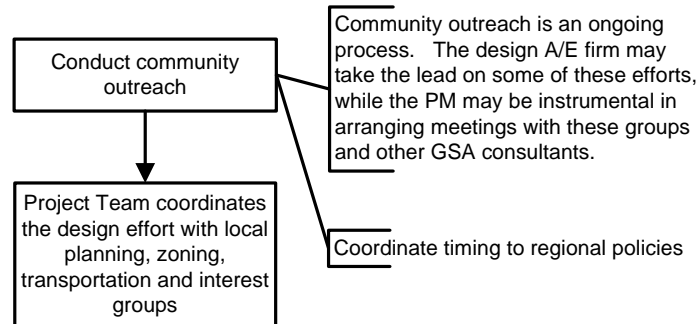 Conduct community
outreach
Community outreach is an ongoing
process.   The design A/E firm may
take the lead on some of these efforts,
while the PM may be instrumental in
arranging meetings with these groups
and other GSA consultants.
Project Team coordinates
the design effort with local
planning, zoning,
transportation and interest
groups
Coordinate timing to regional policies